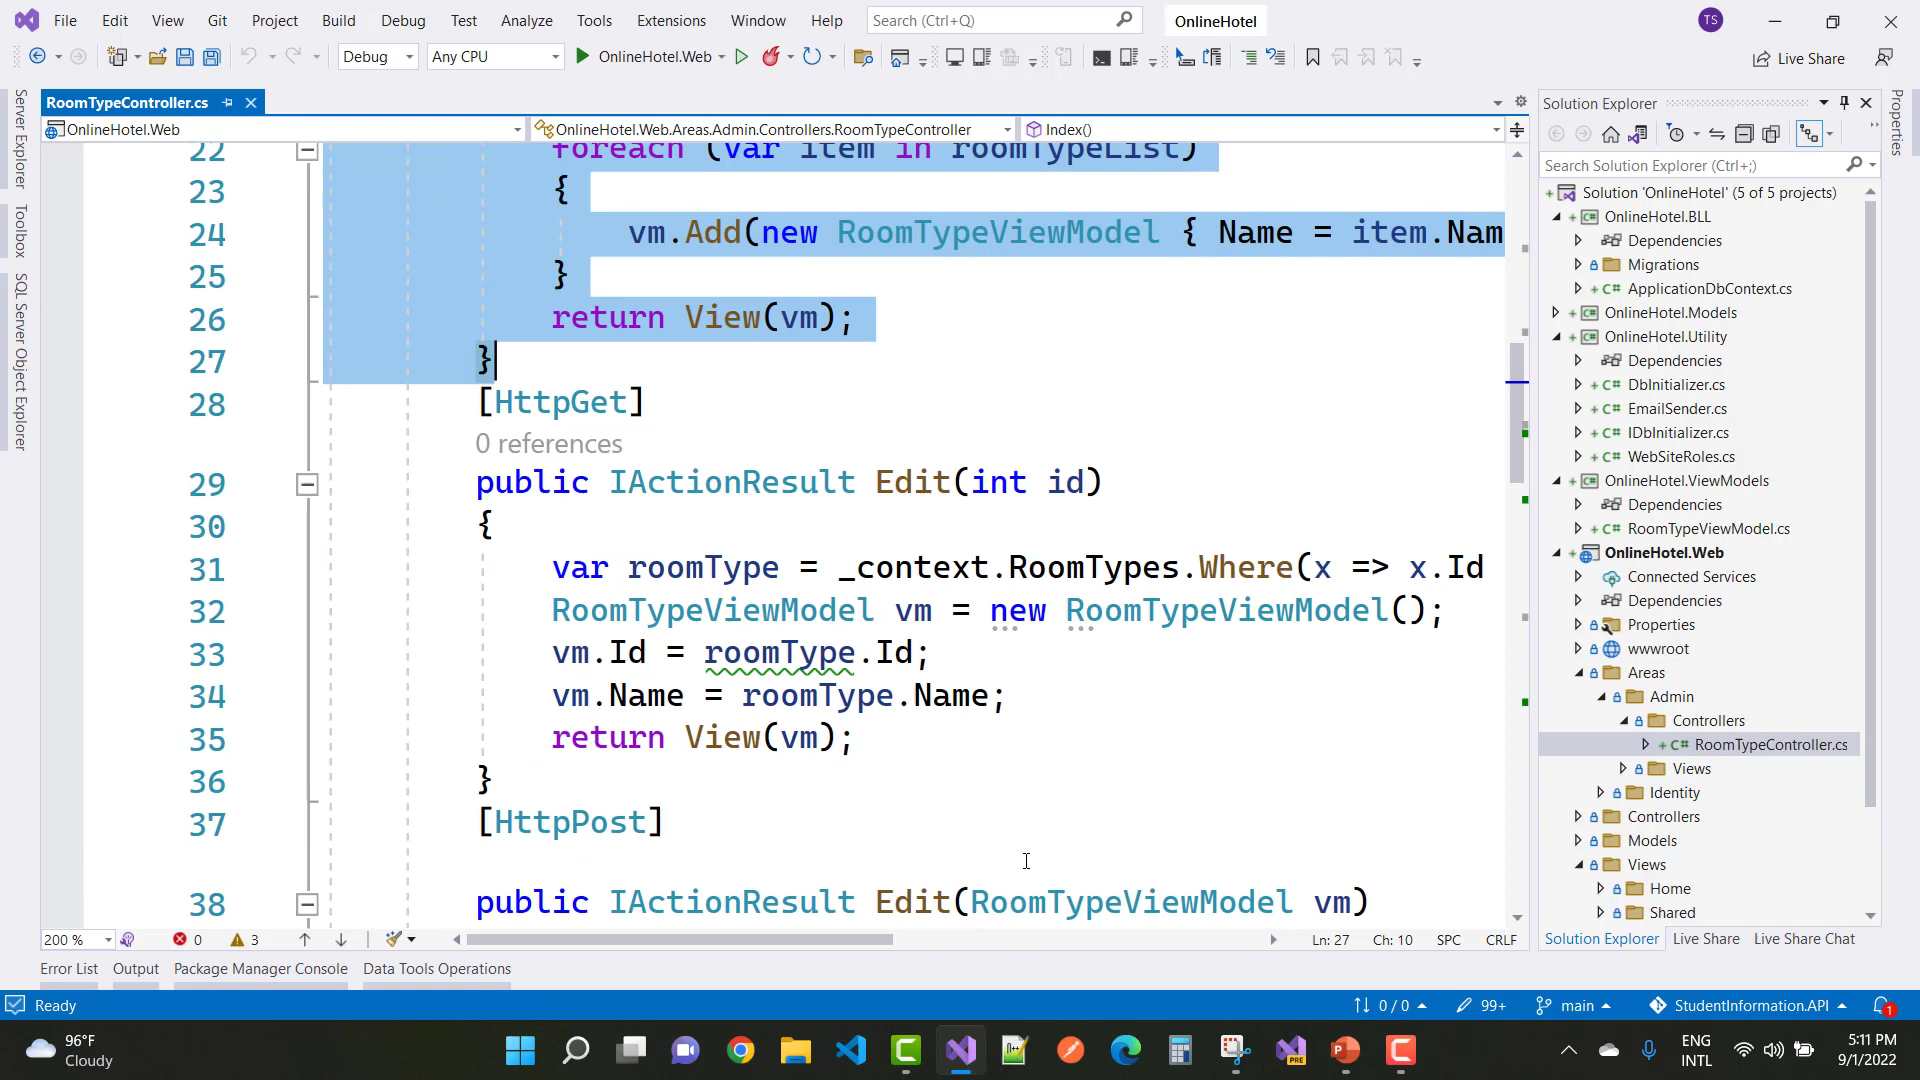 File Edit View Git Project Build Debug Test Analyze Tools Extensions Window Help Search (Ctrl+Q) OnlineHotel TS
Debug Any CPU OnlineHotel.Web Live Share
RoomTypeController.cs
OnlineHotel.Web OnlineHotel.Web.Areas.Admin.Controllers.RoomTypeController Index()
22 foreach (var item in roomTypeList)
23 {
24 vm.Add(new RoomTypeViewModel { Name = item.Nam
25 }
26 return View(vm);
27 }
28 [HttpGet]
0 references
29 public IActionResult Edit(int id)
30 {
31 var roomType = _context.RoomTypes.Where(x => x.Id
32 RoomTypeViewModel vm = new RoomTypeViewModel();
33 vm.Id = roomType.Id;
34 vm.Name = roomType.Name;
35 return View(vm);
36 }
37 [HttpPost]
38 public IActionResult Edit(RoomTypeViewModel vm)
200 % 0 3 Ln: 27 Ch: 10 SPC CRLF
Server Explorer
Toolbox
SQL Server Object Explorer
Solution Explorer
Search Solution Explorer (Ctrl+;)
Solution 'OnlineHotel' (5 of 5 projects)
OnlineHotel.BLL
Dependencies
Migrations
C# ApplicationDbContext.cs
C# OnlineHotel.Models
C# OnlineHotel.Utility
Dependencies
C# DbInitializer.cs
C# EmailSender.cs
C# IDbInitializer.cs
C# WebSiteRoles.cs
C# OnlineHotel.ViewModels
Dependencies
C# RoomTypeViewModel.cs
OnlineHotel.Web
Connected Services
Dependencies
Properties
wwwroot
Areas
Admin
Controllers
C# RoomTypeController.cs
Views
Identity
Controllers
Models
Views
Home
Shared
Solution Explorer Live Share Live Share Chat
Properties
Error List Output Package Manager Console Data Tools Operations
Ready 0 / 0 99+ main StudentInformation.API 1
96°F
Cloudy
PRE
ENG
INTL
5:11 PM
9/1/2022